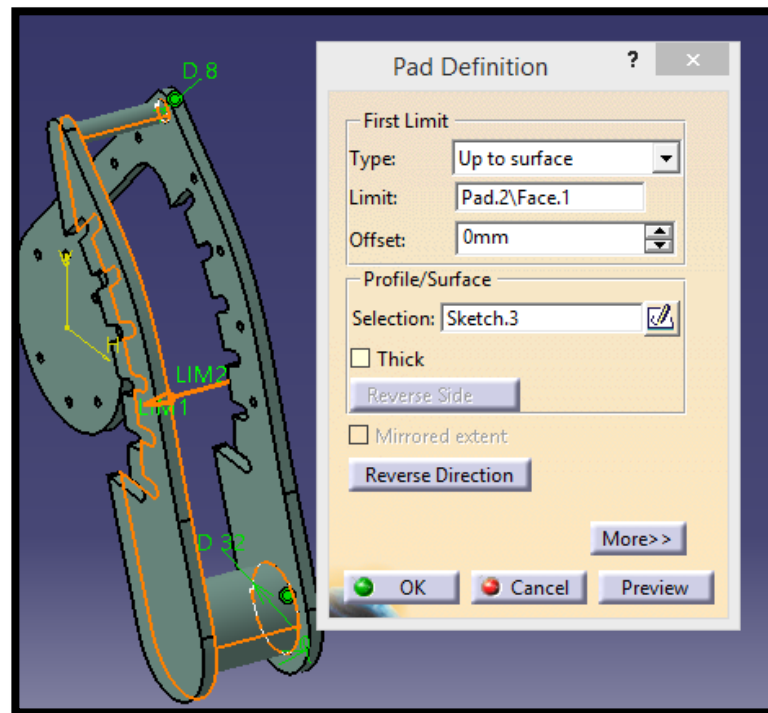 D 8
V
H
LIM2
LIM1
D 32
Pad Definition ? ×
First Limit
Type: Up to surface
Limit: Pad.2\Face.1
Offset: 0mm
Profile/Surface
Selection: Sketch.3
Thick
Reverse Side
Mirrored extent
Reverse Direction
More>>
OK Cancel Preview